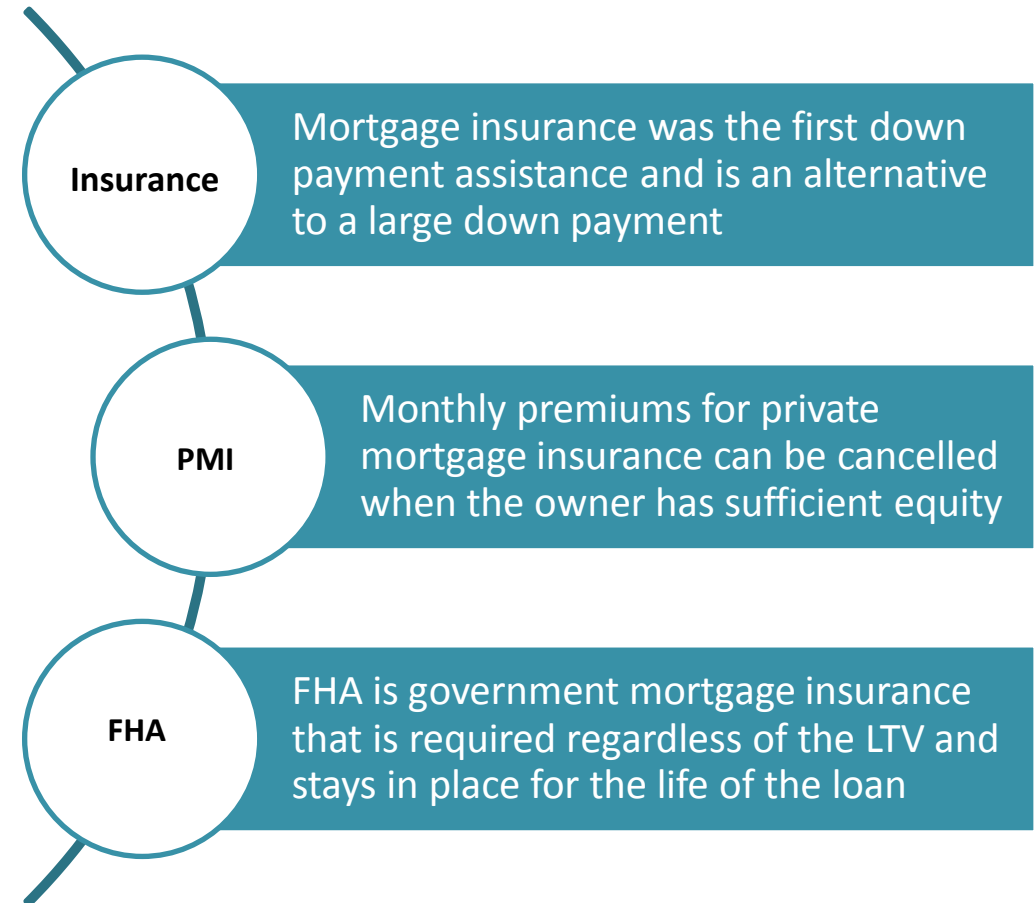 Insurance
Mortgage insurance was the first down
payment assistance and is an alternative
to a large down payment
PMI
Monthly premiums for private
mortgage insurance can be cancelled
when the owner has sufficient equity
FHA
FHA is government mortgage insurance
that is required regardless of the LTV and
stays in place for the life of the loan